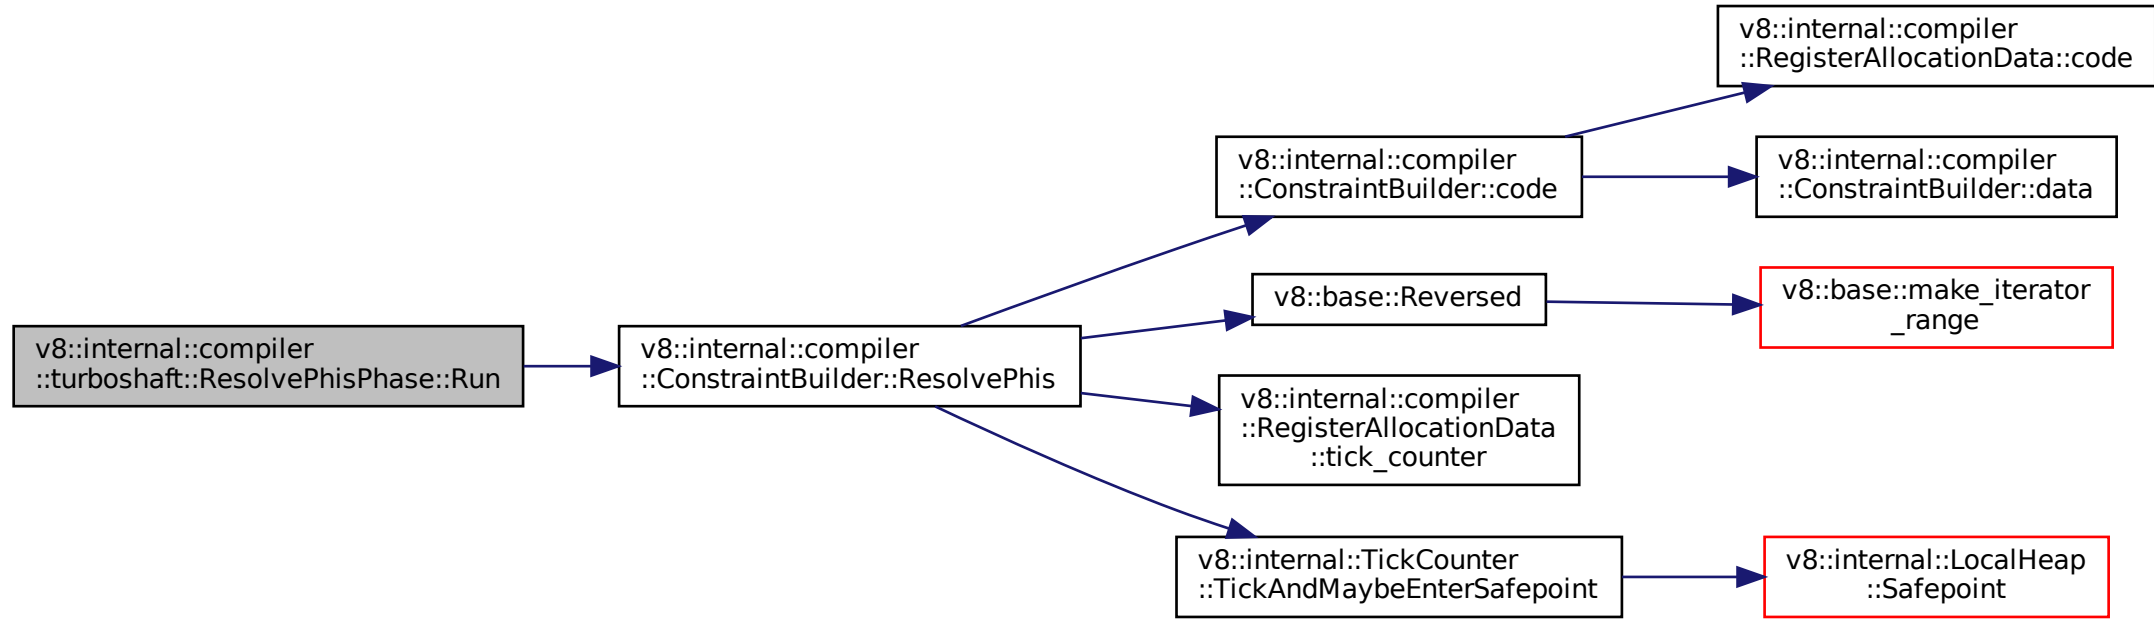 v8::internal::compiler
::RegisterAllocationData::code
v8::internal::compiler
::ConstraintBuilder::code
v8::internal::compiler
::ConstraintBuilder::data
v8::base::Reversed
v8::base::make_iterator
_range
v8::internal::compiler
::turboshaft::ResolvePhisPhase::Run
v8::internal::compiler
::ConstraintBuilder::ResolvePhis
v8::internal::compiler
::RegisterAllocationData
::tick_counter
v8::internal::TickCounter
::TickAndMaybeEnterSafepoint
v8::internal::LocalHeap
::Safepoint